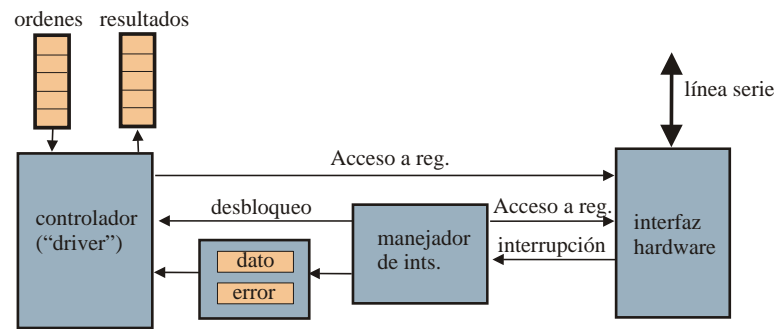 ordenes
resultados
línea serie
Acceso a reg.
controlador
(“driver”)
desbloqueo
Acceso a reg.
manejador
de ints.
interrupción
interfaz
hardware
dato
error